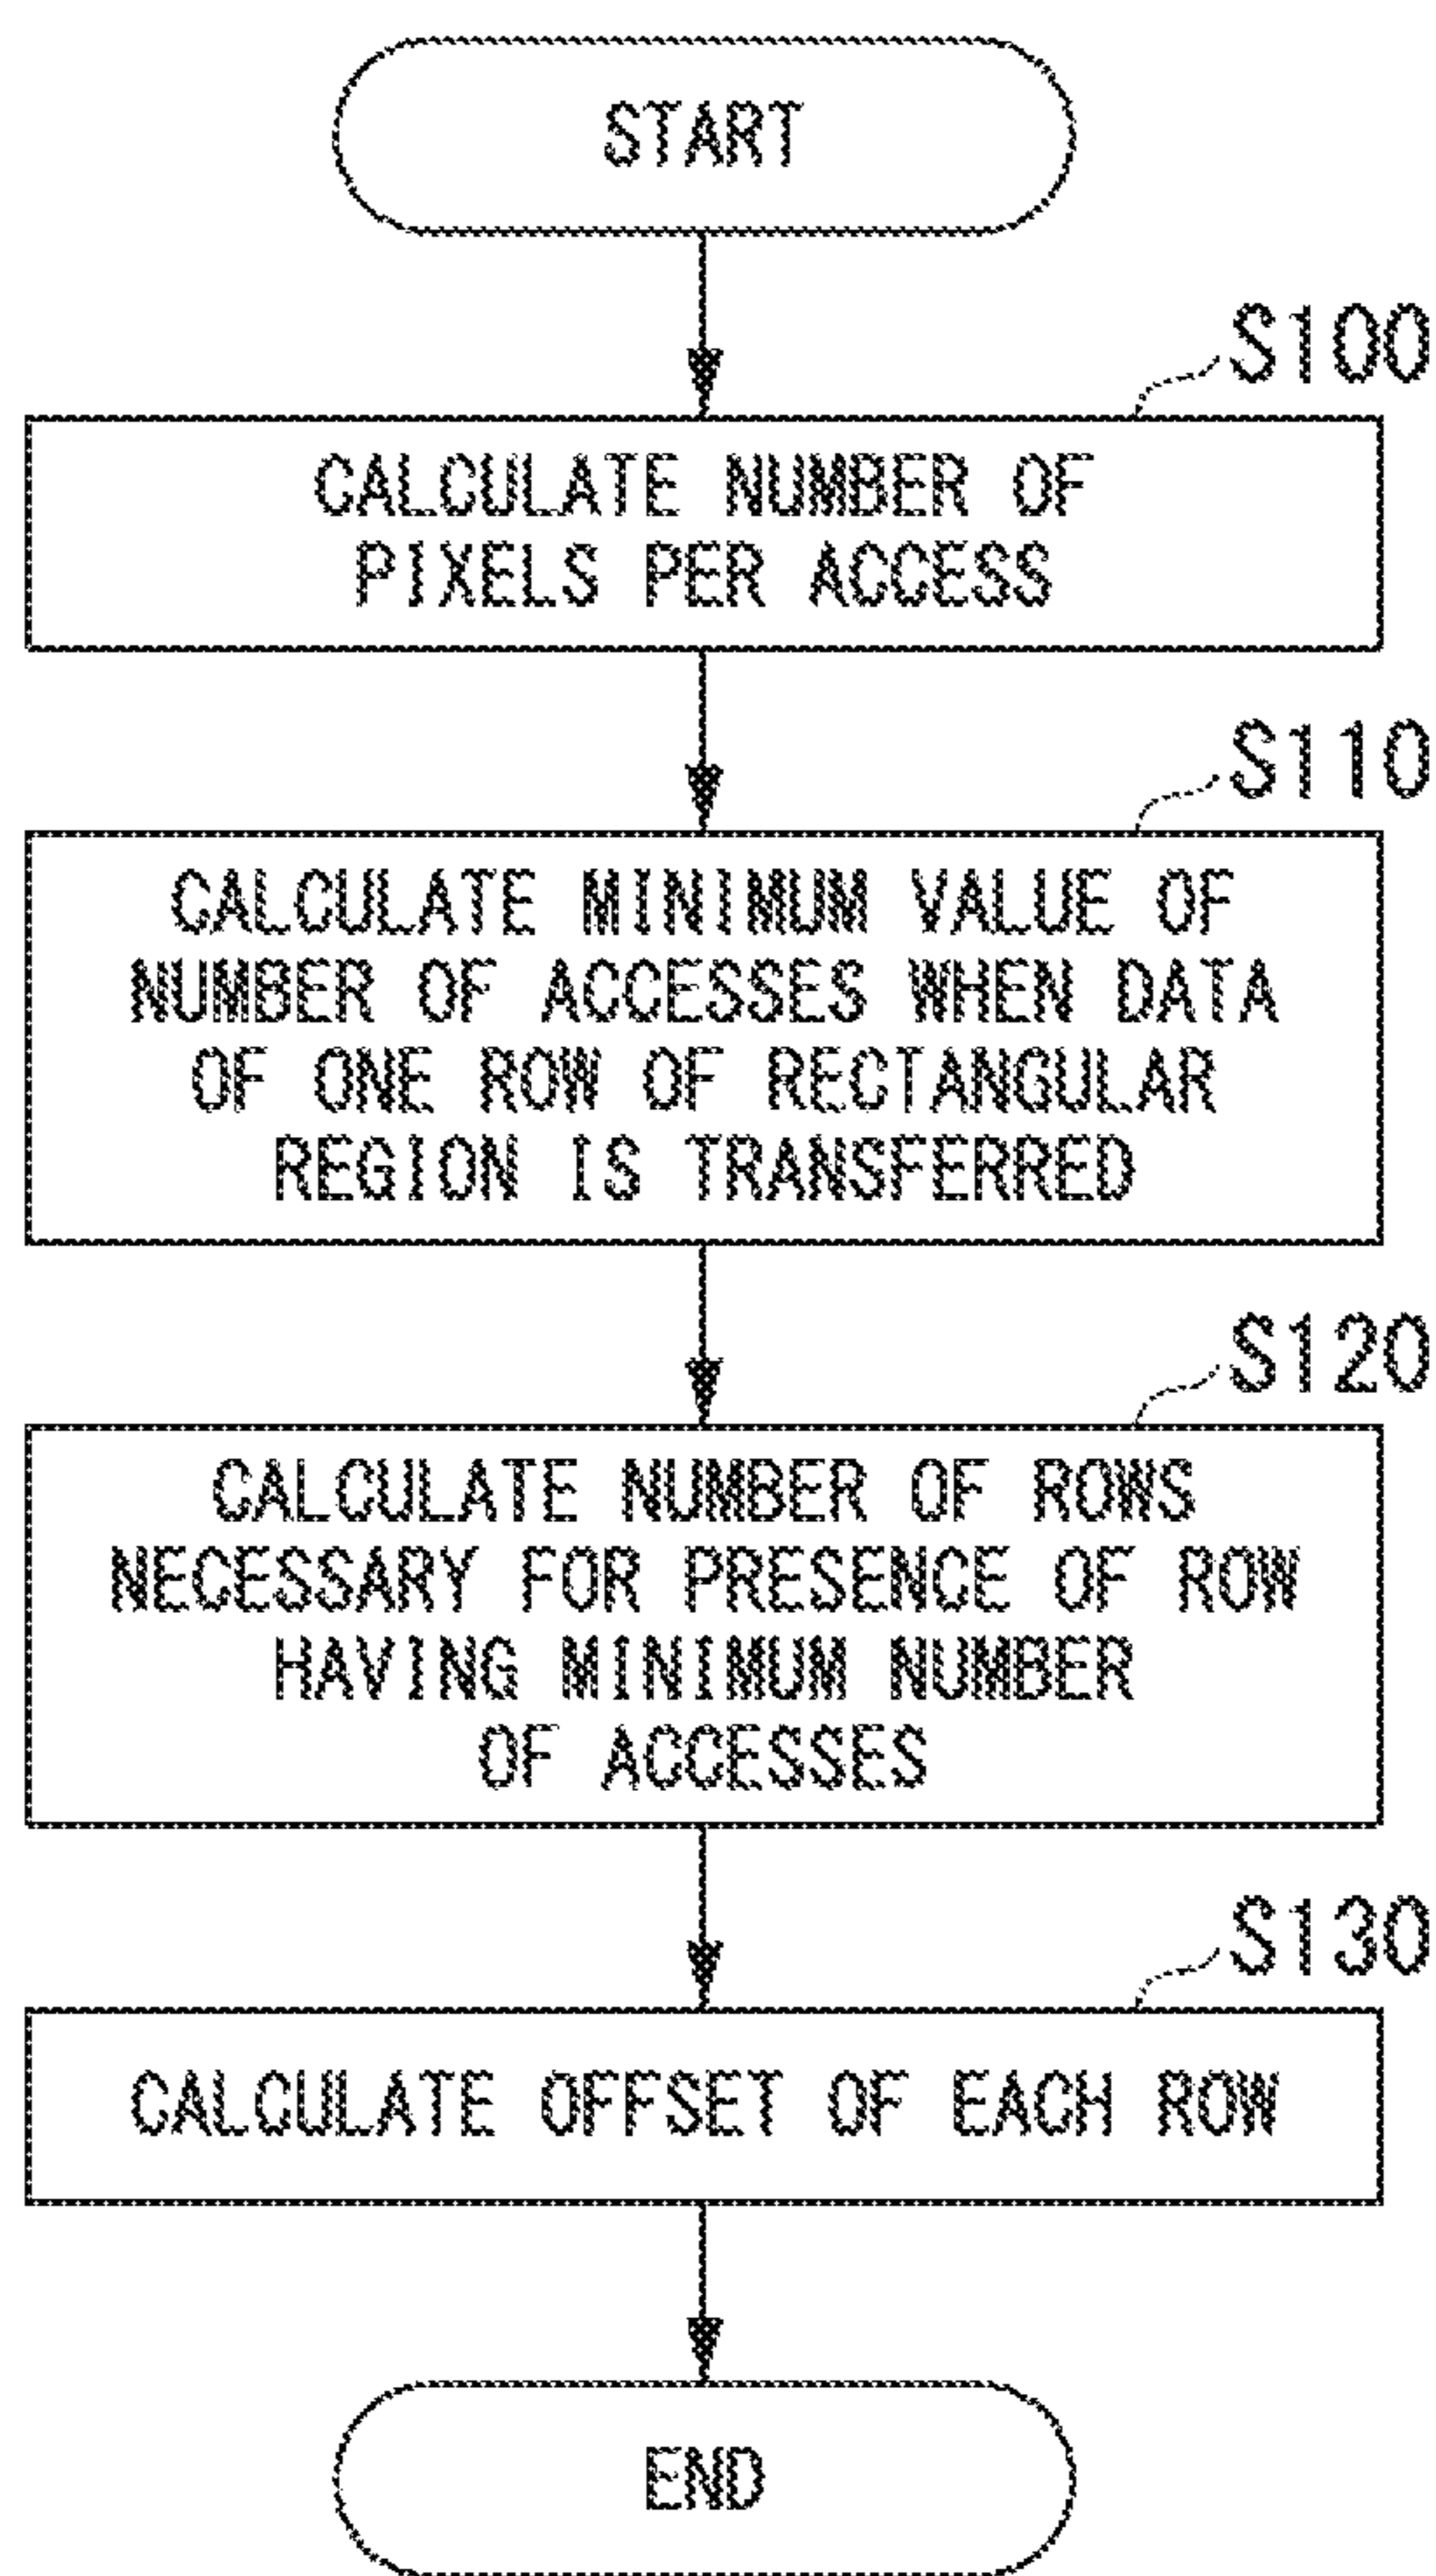 START
S100
CALCULATE NUMBER OF
PIXELS PER ACCESS
S110
CALCULATE MINIMUM VALUE OF
NUMBER OF ACCESSES WHEN DATA
OF ONE ROW OF RECTANGULAR
REGION IS TRANSFERRED
S120
CALCULATE NUMBER OF ROWS
NECESSARY FOR PRESENCE OF ROW
HAVING MINIMUM NUMBER
OF ACCESSES
S130
CALCULATE OFFSET OF EACH ROW
END